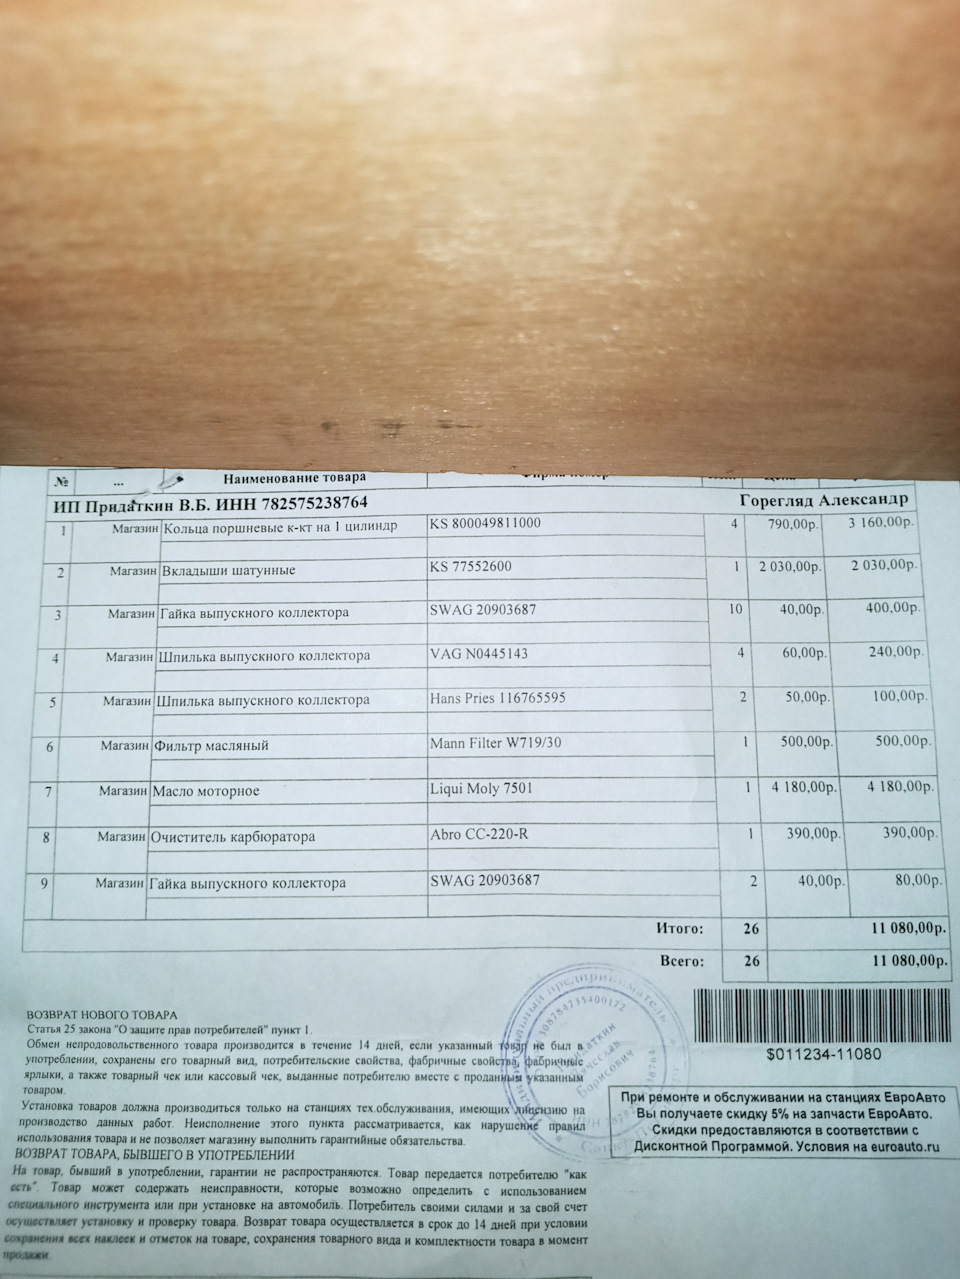 № ... Наименование товара
ИП Придаткин В.Б. ИНН 782575238764 Горегляд Александр
1 Магазин Кольца поршневые к-кт на 1 цилиндр KS 800049811000 4 790,00р. 3 160,00р.
2 Магазин Вкладыши шатунные KS 77552600 1 2 030,00р. 2 030,00р.
3 Магазин Гайка выпускного коллектора SWAG 20903687 10 40,00р. 400,00р.
4 Магазин Шпилька выпускного коллектора VAG N0445143 4 60,00р. 240,00р.
5 Магазин Шпилька выпускного коллектора Hans Pries 116765595 2 50,00р. 100,00р.
6 Магазин Фильтр масляный Mann Filter W719/30 1 500,00р. 500,00р.
7 Магазин Масло моторное Liqui Moly 7501 1 4 180,00р. 4 180,00р.
8 Магазин Очиститель карбюратора Abro CC-220-R 1 390,00р. 390,00р.
9 Магазин Гайка выпускного коллектора SWAG 20903687 2 40,00р. 80,00р.
Итого: 26 11 080,00р.
Всего: 26 11 080,00р.
ВОЗВРАТ НОВОГО ТОВАРА
Статья 25 закона "О защите прав потребителей" пункт 1.
Обмен непродовольственного товара производится в течение 14 дней, если указанный товар не был в
употреблении, сохранены его товарный вид, потребительские свойства, фабричные свойства, фабричные
ярлыки, а также товарный чек или кассовый чек, выданные потребителю вместе с проданным указанным
товаром.
Установка товаров должна производиться только на станциях тех.обслуживания, имеющих лицензию на
производство данных работ. Неисполнение этого пункта рассматривается, как нарушение правил
использования товара и не позволяет магазину выполнить гарантийные обязательства.
ВОЗВРАТ ТОВАРА, БЫВШЕГО В УПОТРЕБЛЕНИИ
На товар, бывший в употреблении, гарантии не распространяются. Товар передается потребителю "как
есть". Товар может содержать неисправности, которые возможно определить с использованием
специального инструмента или при установке на автомобиль. Потребитель своими силами и за свой счет
осуществляет установку и проверку товара. Возврат товара осуществляется в срок до 14 дней при условии
сохранения всех наклеек и отметок на товаре, сохранения товарного вида и комплектности товара в момент
продажи
$011234-11080
При ремонте и обслуживании на станциях ЕвроАвто
Вы получаете скидку 5% на запчасти ЕвроАвто.
Скидки предоставляются в соответствии с
Дисконтной Программой. Условия на euroauto.ru